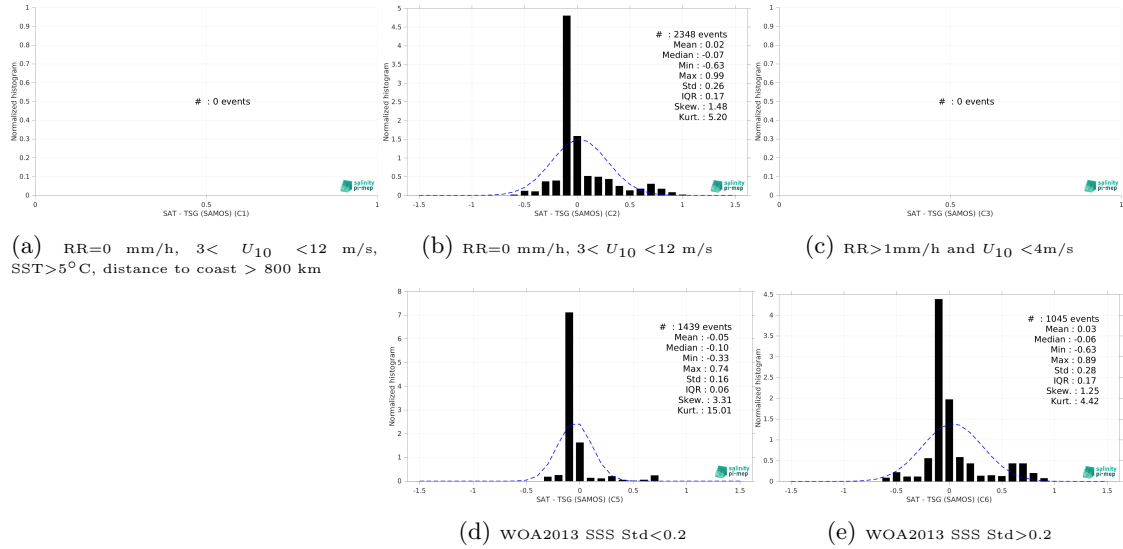 1
0.9
0.8
0.7
0.6
0.5
0.4
0.3
0.2
0.1
0
Normalized histogram
# : 0 events
salinity
pi-mep
0 0.5 1
SAT - TSG (SAMOS) (C1)
5
4.5
4
3.5
3
2.5
2
1.5
1
0.5
0
Normalized histogram
# : 2348 events
Mean : 0.02
Median : -0.07
Min : -0.63
Max : 0.99
Std : 0.26
IQR : 0.17
Skew. : 1.48
Kurt. : 5.20
salinity
pi-mep
-1.5 -1 -0.5 0 0.5 1 1.5
SAT - TSG (SAMOS) (C2)
1
0.9
0.8
0.7
0.6
0.5
0.4
0.3
0.2
0.1
0
Normalized histogram
# : 0 events
salinity
pi-mep
0 0.5 1
SAT - TSG (SAMOS) (C3)
(a) RR=0 mm/h, 3< U10 <12 m/s,
SST>5°C, distance to coast > 800 km
(b) RR=0 mm/h, 3< U10 <12 m/s
(c) RR>1mm/h and U10 <4m/s
8
7
6
5
4
3
2
1
0
Normalized histogram
# : 1439 events
Mean : -0.05
Median : -0.10
Min : -0.33
Max : 0.74
Std : 0.16
IQR : 0.06
Skew. : 3.31
Kurt. : 15.01
salinity
pi-mep
-1.5 -1 -0.5 0 0.5 1 1.5
SAT - TSG (SAMOS) (C5)
4.5
4
3.5
3
2.5
2
1.5
1
0.5
0
Normalized histogram
# : 1045 events
Mean : 0.03
Median : -0.06
Min : -0.63
Max : 0.89
Std : 0.28
IQR : 0.17
Skew. : 1.25
Kurt. : 4.42
salinity
pi-mep
-1.5 -1 -0.5 0 0.5 1 1.5
SAT - TSG (SAMOS) (C6)
(d) WOA2013 SSS Std<0.2
(e) WOA2013 SSS Std>0.2